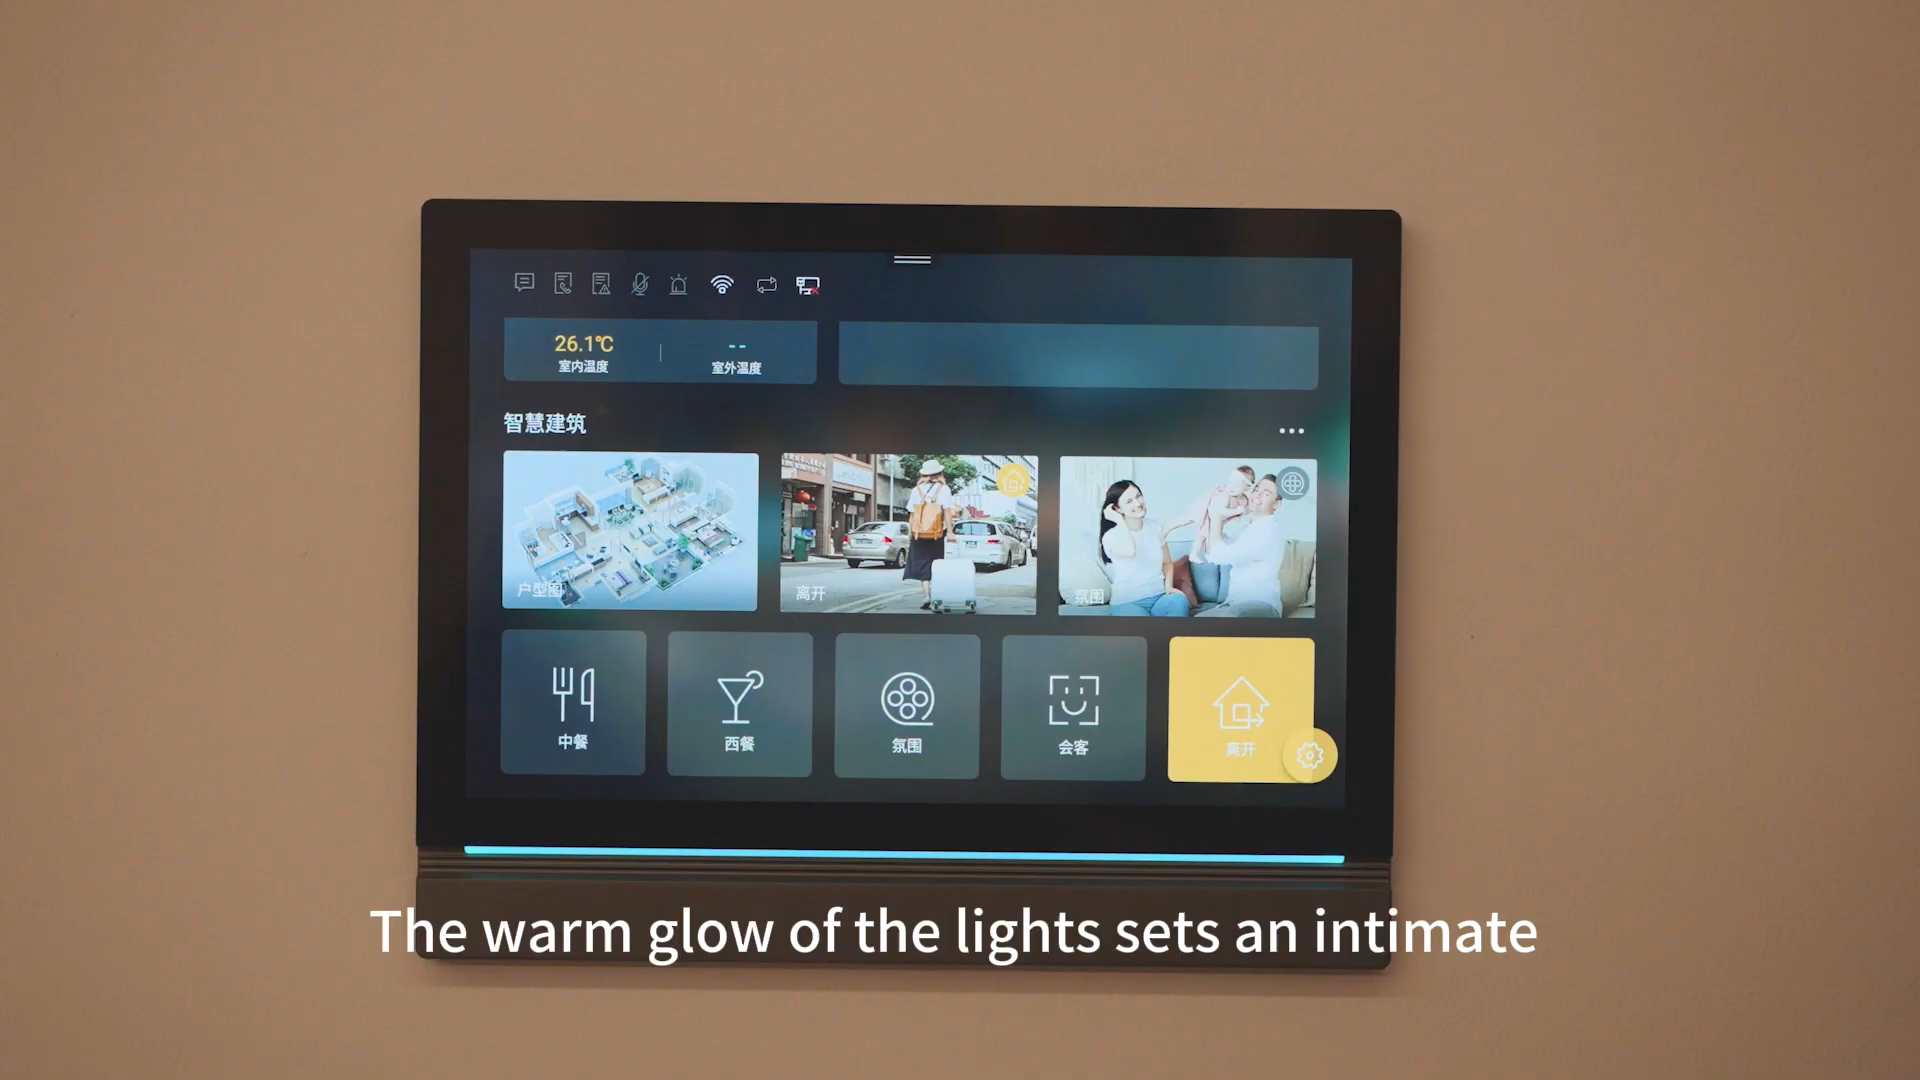 26.1℃
--
室内温度
室外温度
智慧建筑
户型图
离开
氛围
中餐
西餐
氛围
会客
离开
The warm glow of the lights sets an intimate